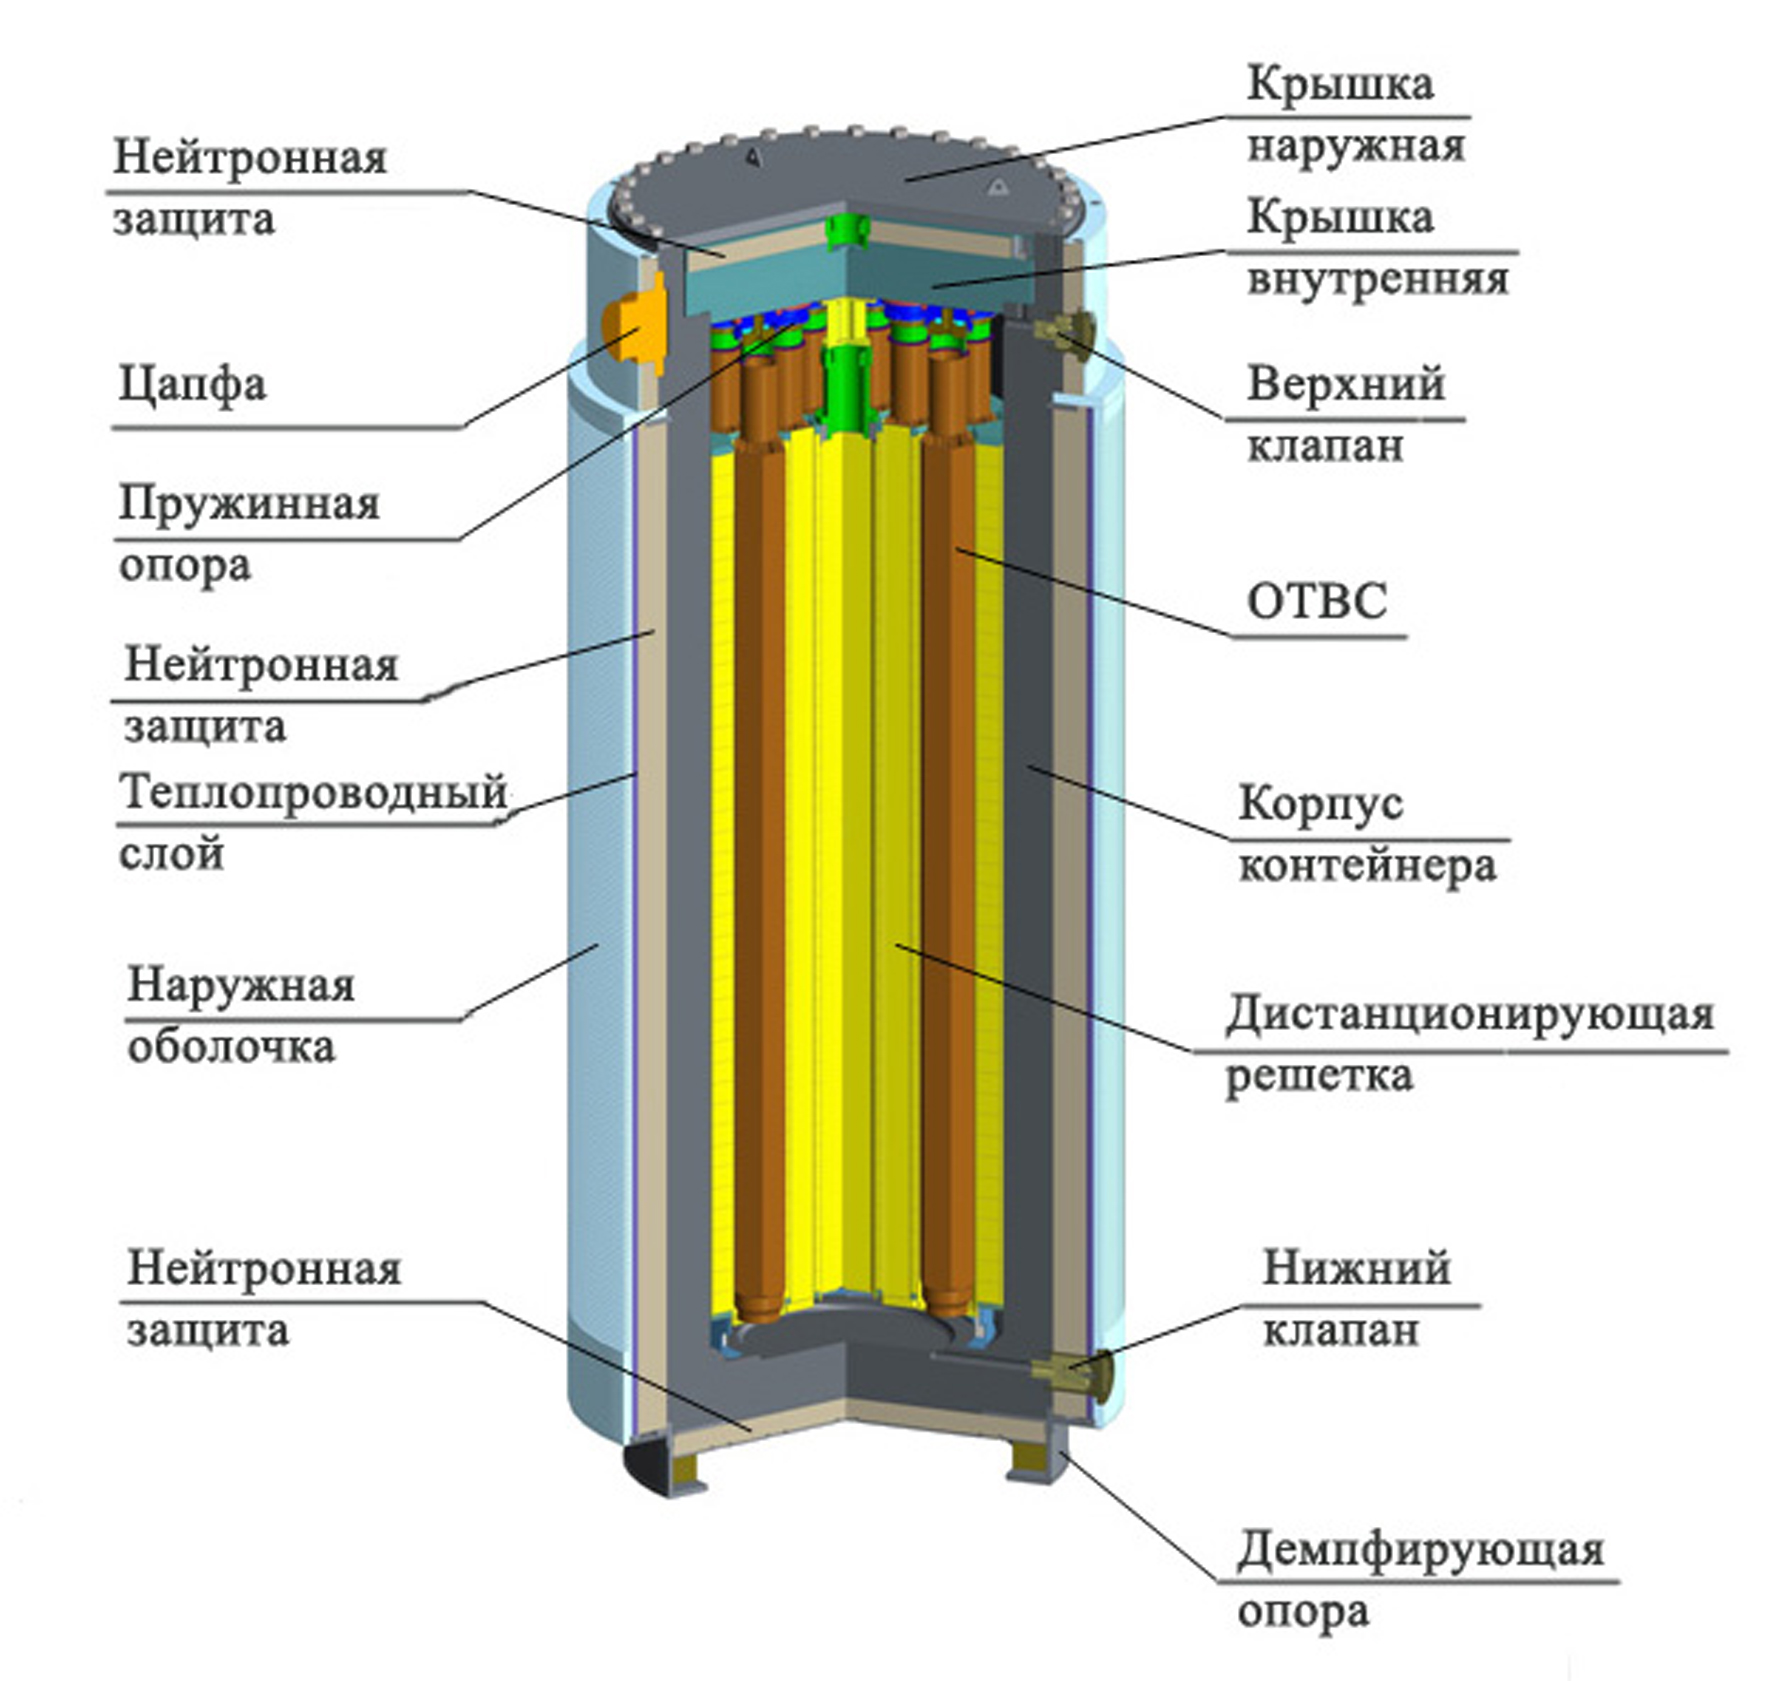 Нейтронная
защита
Цапфа
Пружинная
опора
Нейтронная
защита
Теплопроводный
слой
Наружная
оболочка
Нейтронная
защита
Крышка
наружная
Крышка
внутренняя
Верхний
клапан
ОТВС
Корпус
контейнера
Дистанционирующая
решетка
Нижний
клапан
Демпфирующая
опора